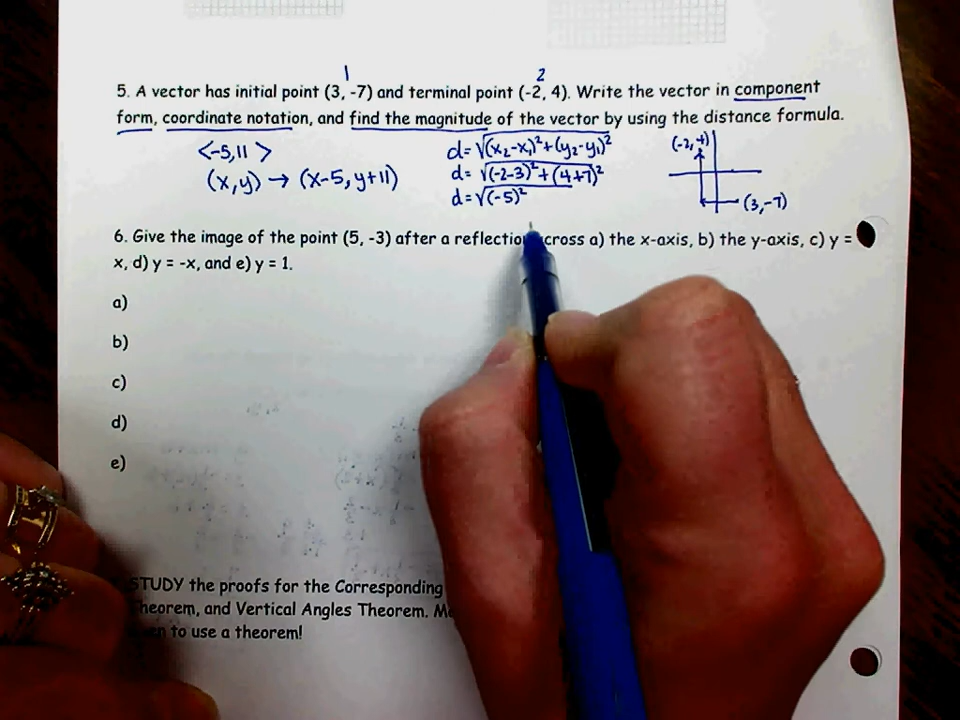 1 2
5. A vector has initial point (3, -7) and terminal point (-2, 4). Write the vector in component
form, coordinate notation, and find the magnitude of the vector by using the distance formula.
<-5,11> d=√(x₂-x₁)²+(y₂-y₁)² (-2,4)
(x,y) → (x-5, y+11) d=√(-2-3)²+(4+7)²
d=√(-5)² (3,-7)
6. Give the image of the point (5, -3) after a reflection across a) the x-axis, b) the y-axis, c) y =
x, d) y = -x, and e) y = 1.
a)
b)
c)
d)
e)
STUDY the proofs for the Corresponding
Theorem, and Vertical Angles Theorem.
to use a theorem!